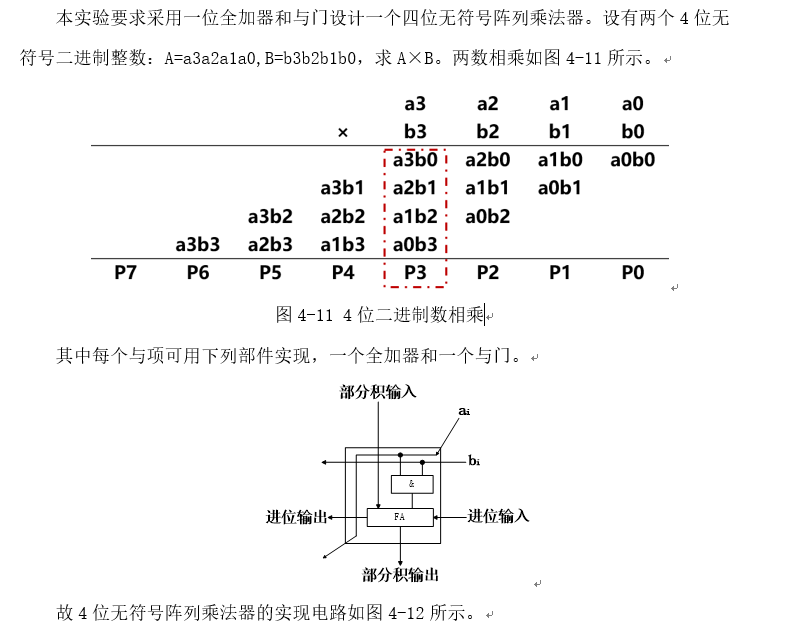 本实验要求采用一位全加器和与门设计一个四位无符号阵列乘法器。设有两个 4 位无
符号二进制整数：A=a3a2a1a0,B=b3b2b1b0，求 A×B。两数相乘如图 4-11 所示。
a3 a2 a1 a0
× b3 b2 b1 b0
a3b0 a2b0 a1b0 a0b0
a3b1 a2b1 a1b1 a0b1
a3b2 a2b2 a1b2 a0b2
a3b3 a2b3 a1b3 a0b3
P7 P6 P5 P4 P3 P2 P1 P0
图 4-11 4 位二进制数相乘
其中每个与项可用下列部件实现，一个全加器和一个与门。
部分积输入
ai
bi
&
进位输出 FA 进位输入
部分积输出
故 4 位无符号阵列乘法器的实现电路如图 4-12 所示。